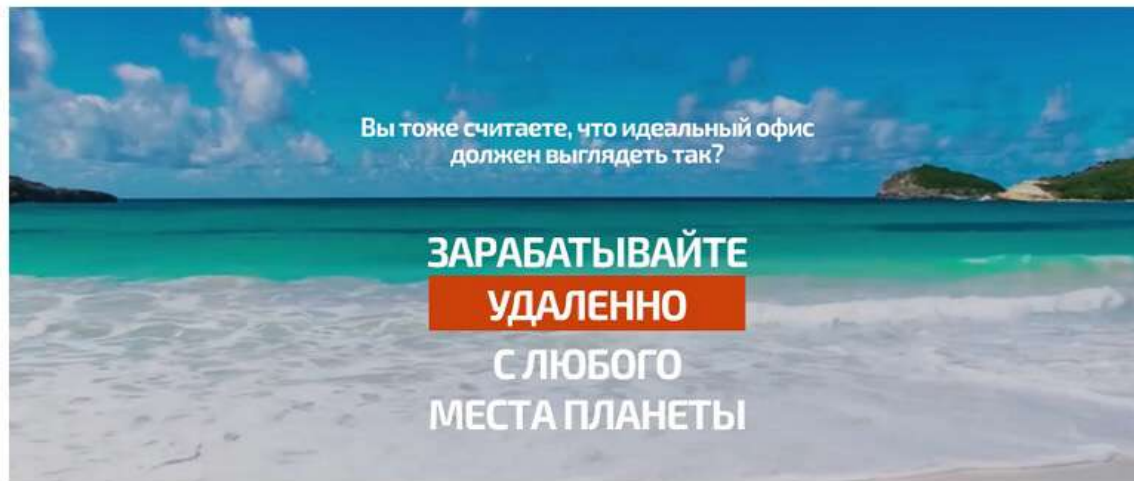 Вы тоже считаете, что идеальный офис
должен выглядеть так?
ЗАРАБАТЫВАЙТЕ
УДАЛЕННО
С ЛЮБОГО
МЕСТА ПЛАНЕТЫ